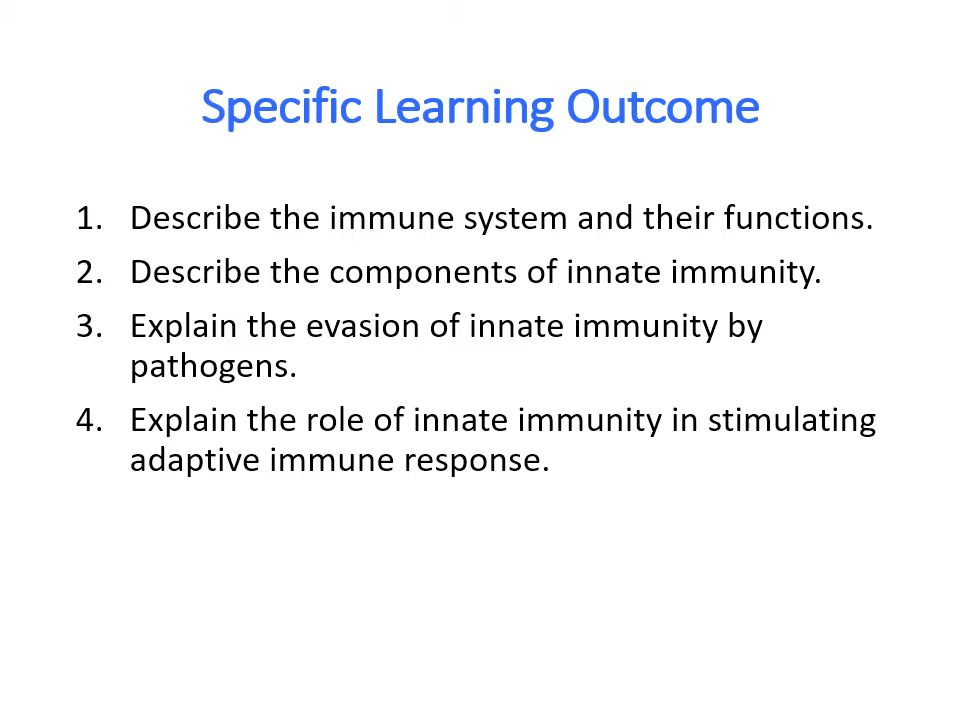 Specific Learning Outcome
1. Describe the immune system and their functions.
2. Describe the components of innate immunity.
3. Explain the evasion of innate immunity by
pathogens.
4. Explain the role of innate immunity in stimulating
adaptive immune response.